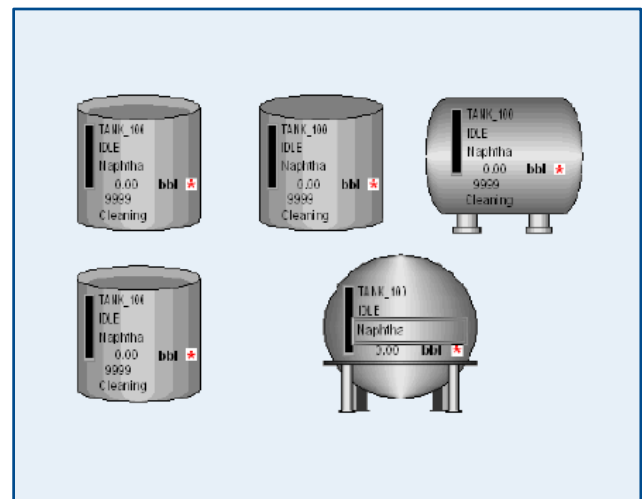 TANK_100
IDLE
Naphtha
0.00 bbl *
9999
Cleaning
TANK_100
IDLE
Naphtha
0.00 bbl *
9999
Cleaning
TANK_100
IDLE
Naphtha
0.00 bbl *
9999
Cleaning
TANK_100
IDLE
Naphtha
0.00 bbl *
9999
Cleaning
TANK_100
IDLE
Naphtha
0.00 bbl *